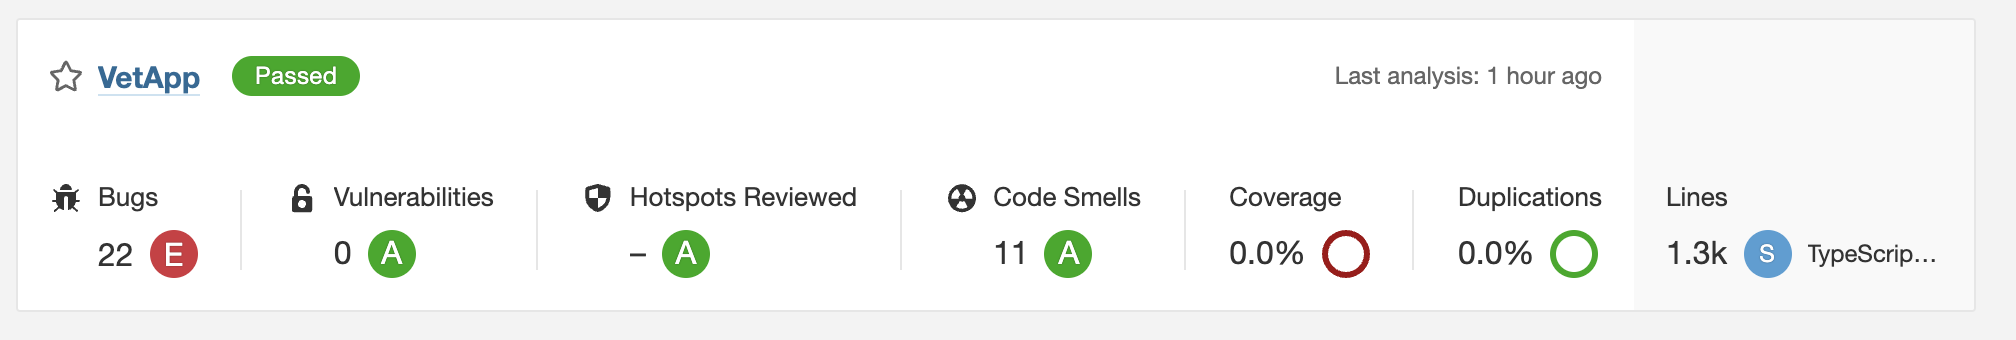 VetApp Passed Last analysis: 1 hour ago
Bugs Vulnerabilities Hotspots Reviewed Code Smells Coverage Duplications Lines
22 E 0 A – A 11 A 0.0% 0.0% 1.3k S TypeScrip...